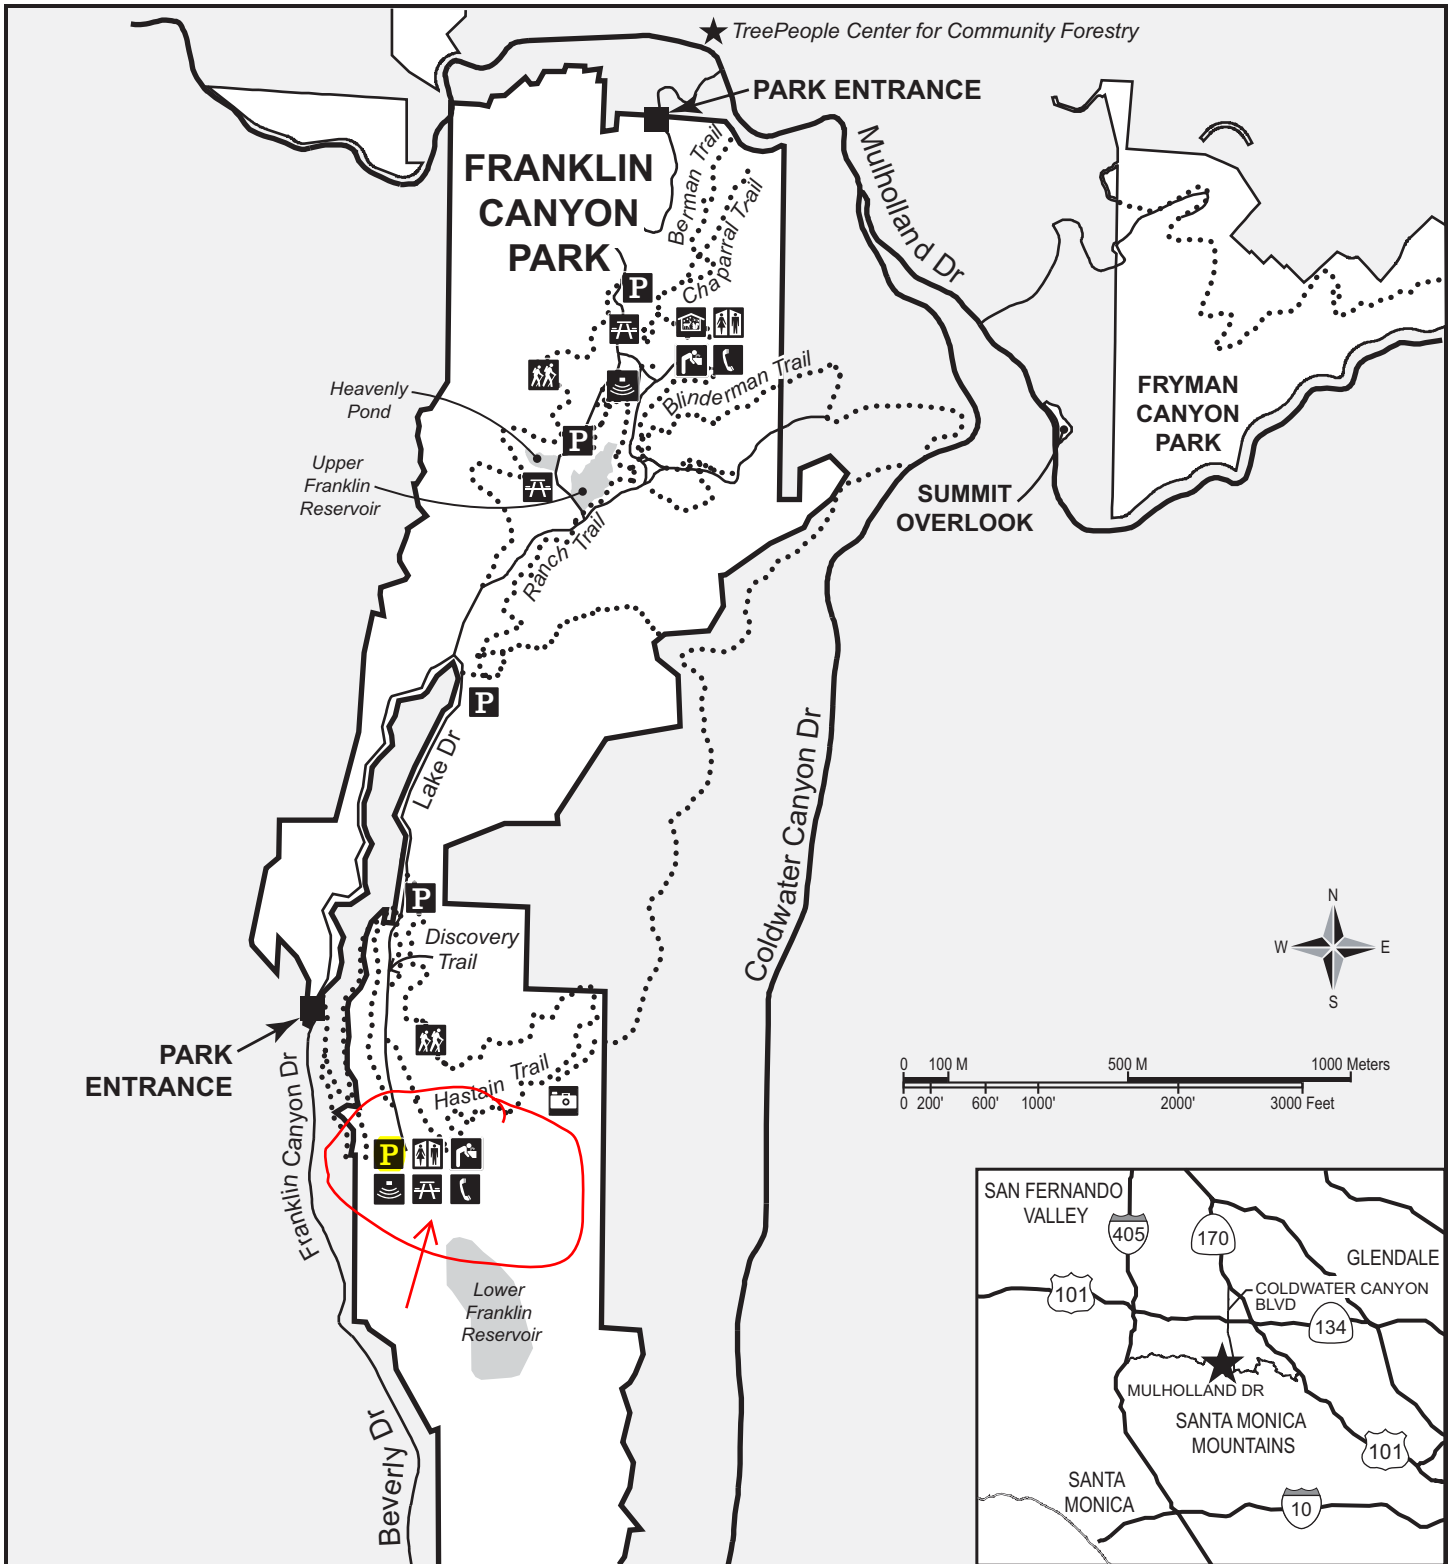 TreePeople Center for Community Forestry
PARK ENTRANCE
FRANKLIN
CANYON
PARK
Berman Trail
Chaparral Trail
Mulholland Dr
P
Heavenly
Pond
Blinderman Trail
P
Upper
Franklin
Reservoir
Ranch Trail
FRYMAN
CANYON
PARK
SUMMIT
OVERLOOK
P
Lake Dr
Coldwater Canyon Dr
P
Discovery
Trail
N
W
E
S
PARK
ENTRANCE
Franklin Canyon Dr
Hastain Trail
0
100 M
500 M
1000 Meters
0
200'
600'
1000'
2000'
3000 Feet
P
Lower
Franklin
Reservoir
Beverly Dr
SAN FERNANDO
VALLEY
405
170
GLENDALE
101
COLDWATER CANYON
BLVD
134
MULHOLLAND DR
SANTA MONICA
MOUNTAINS
101
SANTA
MONICA
10